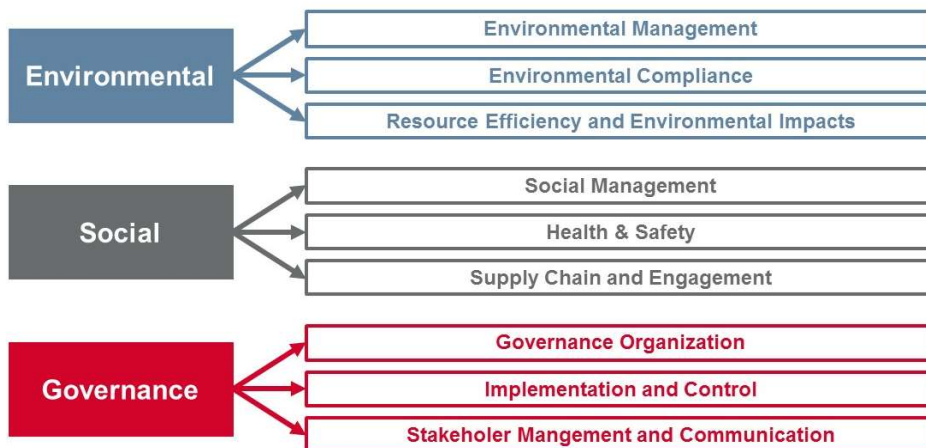 Environmental
Environmental Management
Environmental Compliance
Resource Efficiency and Environmental Impacts
Social
Social Management
Health & Safety
Supply Chain and Engagement
Governance
Governance Organization
Implementation and Control
Stakeholer Mangement and Communication